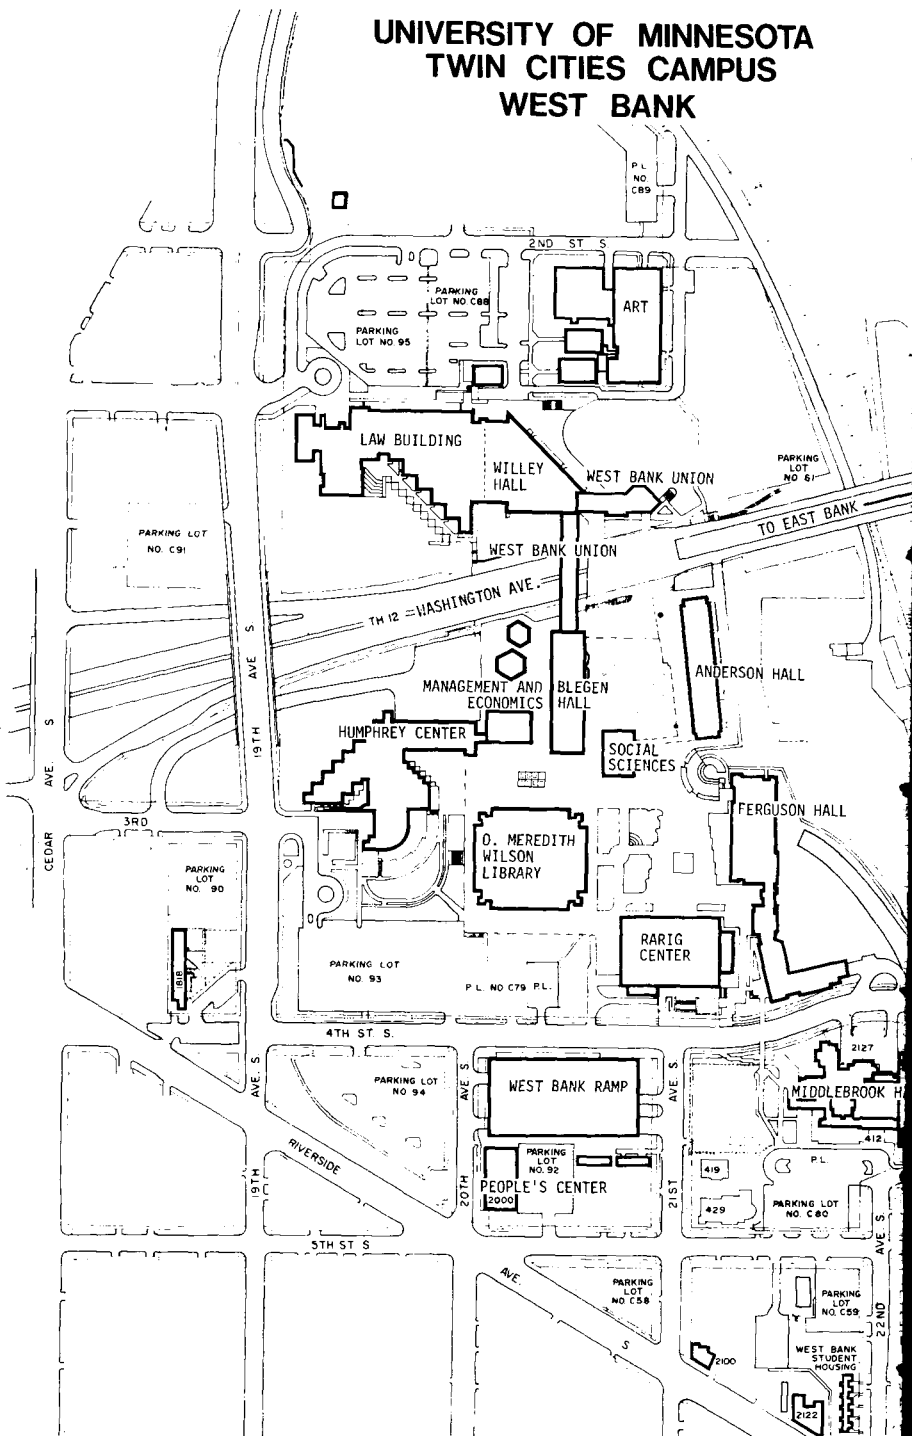 UNIVERSITY OF MINNESOTA
TWIN CITIES CAMPUS
WEST BANK
P.L.
NO.
C89
2ND ST S.
PARKING
LOT NO C88
ART
PARKING
LOT NO. 95
LAW BUILDING
WILLEY
HALL
WEST BANK UNION
PARKING
LOT
NO 61
TO EAST BANK
PARKING LOT
NO. C91
WEST BANK UNION
TH 12 = WASHINGTON AVE.
19TH AVE S
MANAGEMENT AND
ECONOMICS
BLEGEN
HALL
ANDERSON HALL
HUMPHREY CENTER
SOCIAL
SCIENCES
CEDAR AVE. S
3RD
FERGUSON HALL
O. MEREDITH
WILSON
LIBRARY
PARKING
LOT
NO. 90
1818
RARIG
CENTER
PARKING LOT
NO. 93
P.L. NO C79 P.L.
4TH ST. S.
2127
19TH AVE. S.
PARKING LOT
NO 94
20TH AVE S.
WEST BANK RAMP
21ST AVE S.
MIDDLEBROOK H
412
RIVERSIDE
PARKING
LOT
NO. 92
419
P.L.
PEOPLE'S CENTER
2000
429
PARKING LOT
NO. C80
5TH ST S
22ND AVE S.
AVE. S
PARKING
LOT
NO. C58
PARKING
LOT
NO. C59
2100
WEST BANK
STUDENT
HOUSING
2122